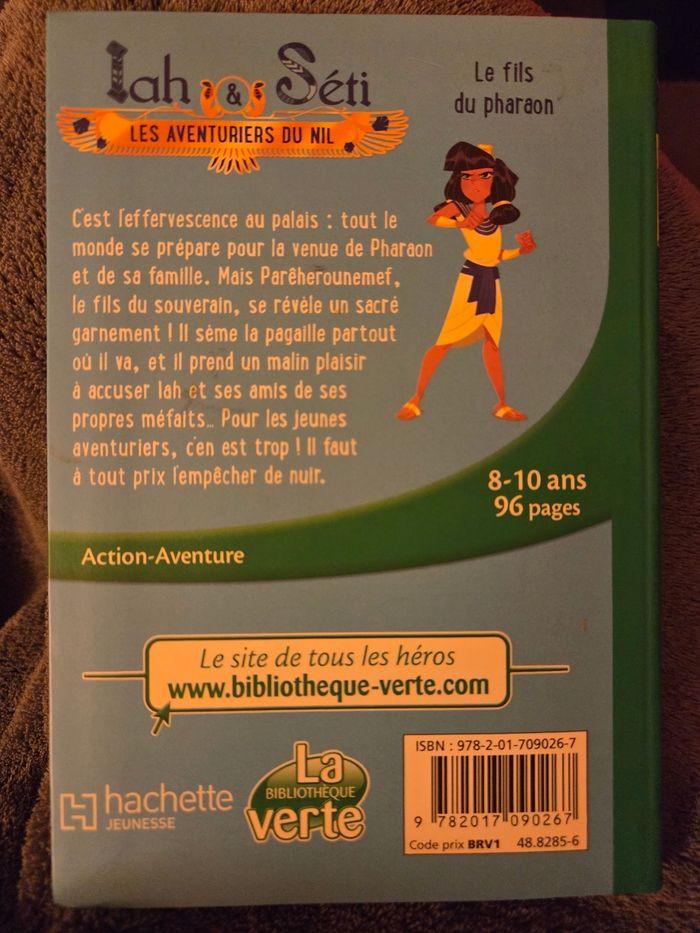 Iah & Séti
LES AVENTURIERS DU NIL
Le fils
du pharaon
C'est l'effervescence au palais : tout le
monde se prépare pour la venue de Pharaon
et de sa famille. Mais Parêherounemef,
le fils du souverain, se révèle un sacré
garnement ! Il sème la pagaille partout
où il va, et il prend un malin plaisir
à accuser Iah et ses amis de ses
propres méfaits… Pour les jeunes
aventuriers, c'en est trop ! Il faut
à tout prix l'empêcher de nuir.
8-10 ans
96 pages
Action-Aventure
Le site de tous les héros
www.bibliotheque-verte.com
hachette
JEUNESSE
La
BIBLIOTHÈQUE
verte
ISBN : 978-2-01-709026-7
9 782017 090267
Code prix BRV1 48.8285-6